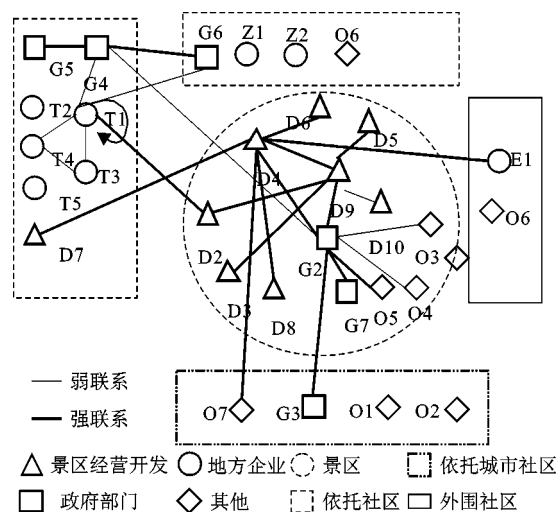 G6 Z1 Z2 O6
G5 G4
T2 T1
D6 D5
T4 T3
D4
E1
T5
D9
O6
D7
D2 G2 D10 O3
D3 D8 G7 O5 O4
弱联系
强联系
O7 G3 O1 O2
景区经营开发 地方企业 景区 依托城市社区
政府部门 其他 依托社区 外围社区